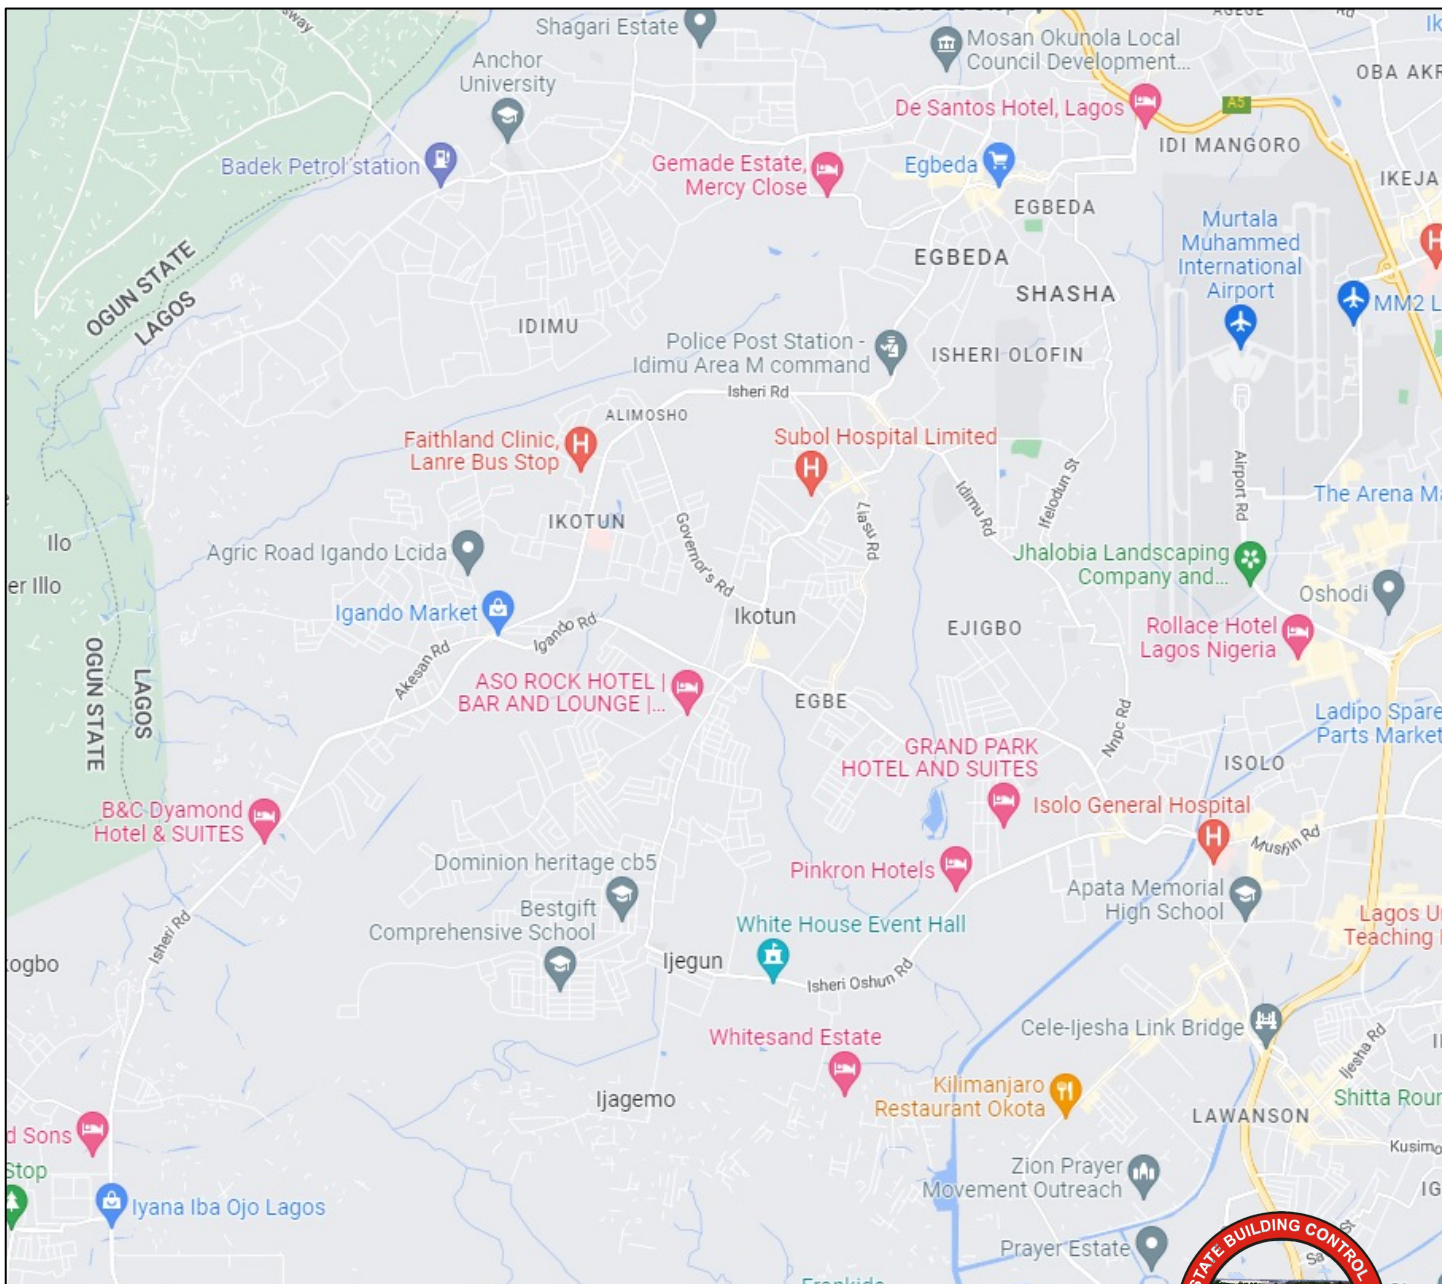 Shagari Estate
Mosan Okunola Local
Council Development...
AGEGE
Rd
Anchor
University
OBA AKR
De Santos Hotel, Lagos
A5
IDI MANGORO
Badek Petrol station
Gemade Estate,
Mercy Close
Egbeda
IKEJA
EGBEDA
Murtala
Muhammed
International
Airport
EGBEDA
SHASHA
MM2 L
OGUN STATE
LAGOS
IDIMU
Police Post Station -
Idimu Area M command
ISHERI OLOFIN
Isheri Rd
ALIMOSHO
Faithland Clinic,
Lanre Bus Stop
Subol Hospital Limited
Airport Rd
Idimu Rd
Ifelodun St
The Arena Ma
Liasu Rd
IKOTUN
Governor's Rd
Ilo
Agric Road Igando Lcida
Jhalobia Landscaping
Company and...
er Illo
Oshodi
Igando Market
Igando Rd
Ikotun
EJIGBO
Rollace Hotel
Lagos Nigeria
OGUN STATE
LAGOS
Akesan Rd
ASO ROCK HOTEL |
BAR AND LOUNGE |...
EGBE
Nnpc Rd
Ladipo Spare
Parts Market
GRAND PARK
HOTEL AND SUITES
ISOLO
B&C Dyamond
Hotel & SUITES
Isolo General Hospital
Mushin Rd
Dominion heritage cb5
Pinkron Hotels
Apata Memorial
High School
Bestgift
Comprehensive School
White House Event Hall
Lagos U
Teaching
Isheri Rd
kogbo
Ijegun
Isheri Oshun Rd
Cele-Ijesha Link Bridge
Whitesand Estate
Ijesha Rd
Kilimanjaro
Restaurant Okota
Ijagemo
Shitta Roun
LAWANSON
d Sons
Kusimo
Stop
Zion Prayer
Movement Outreach
IG
Iyana Iba Ojo Lagos
Prayer Estate
STATE BUILDING CONTROL